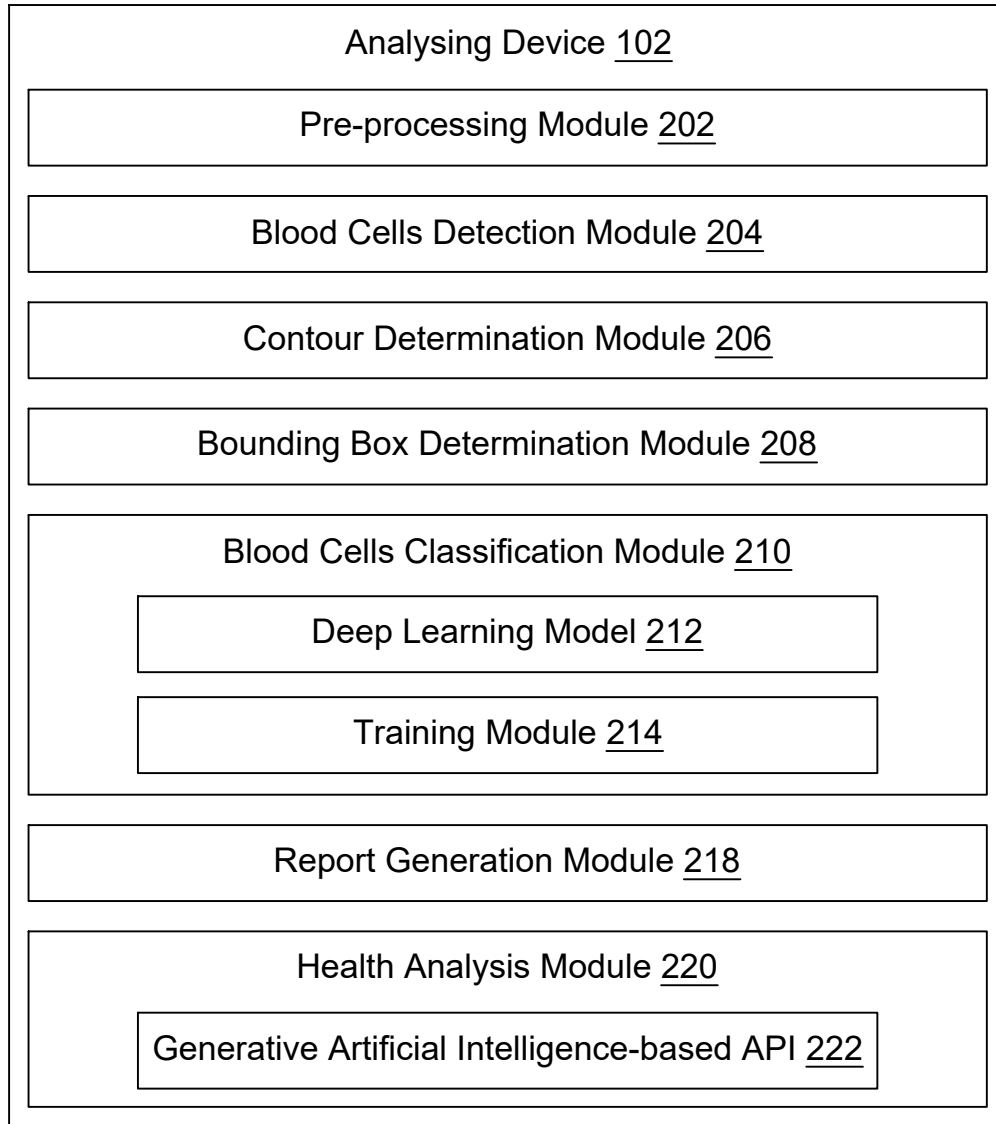 Analysing Device 102
Pre-processing Module 202
Blood Cells Detection Module 204
Contour Determination Module 206
Bounding Box Determination Module 208
Blood Cells Classification Module 210
Deep Learning Model 212
Training Module 214
Report Generation Module 218
Health Analysis Module 220
Generative Artificial Intelligence-based API 222